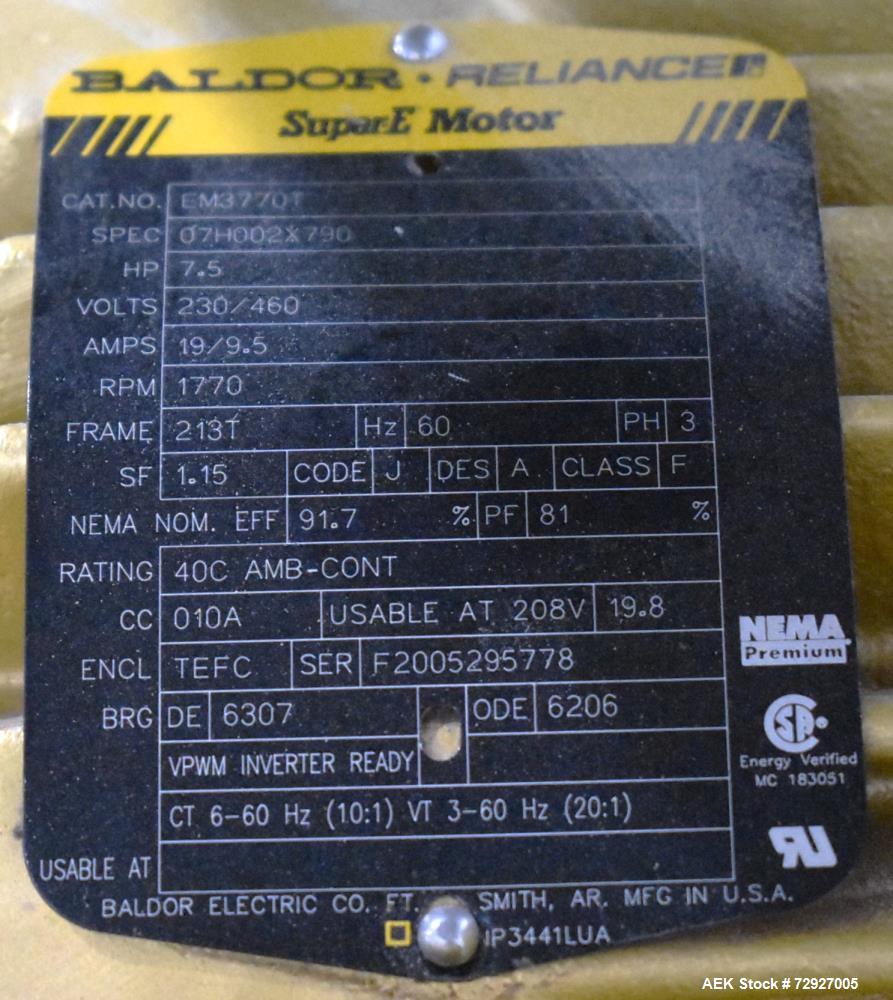 BALDOR · RELIANCE
Super-E Motor
CAT.NO. EM3770T
SPEC 07H002X790
HP 7.5
VOLTS 230/460
AMPS 19/9.5
RPM 1770
FRAME 213T Hz 60 PH 3
SF 1.15 CODE J DES A CLASS F
NEMA NOM. EFF 91.7 % PF 81 %
RATING 40C AMB-CONT
CC 010A USABLE AT 208V 19.8
ENCL TEFC SER F2005295778
BRG DE 6307 ODE 6206
VPWM INVERTER READY
CT 6-60 Hz (10:1) VT 3-60 Hz (20:1)
USABLE AT
BALDOR ELECTRIC CO. FT. SMITH, AR. MFG IN U.S.A.
NP3441LUA
NEMA
Premium
SA
Energy Verified
MC 183051
RU
AEK Stock # 72927005